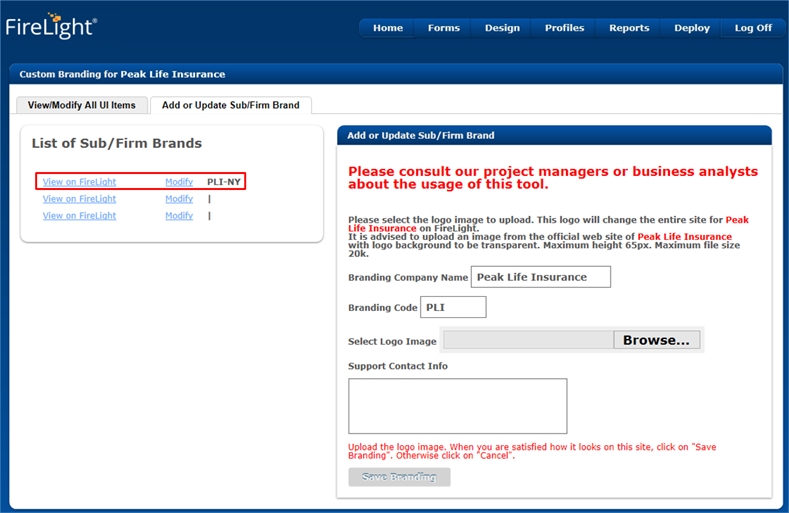 FireLight®
Home Forms Design Profiles Reports Deploy Log Off
Custom Branding for Peak Life Insurance
View/Modify All UI Items Add or Update Sub/Firm Brand
List of Sub/Firm Brands
View on FireLight Modify PLI-NY
View on FireLight Modify |
View on FireLight Modify |
Add or Update Sub/Firm Brand
Please consult our project managers or business analysts
about the usage of this tool.
Please select the logo image to upload. This logo will change the entire site for Peak
Life Insurance on FireLight.
It is advised to upload an image from the official web site of Peak Life Insurance
with logo background to be transparent. Maximum height 65px. Maximum file size
20k.
Branding Company Name Peak Life Insurance
Branding Code PLI
Select Logo Image Browse...
Support Contact Info
Upload the logo image. When you are satisfied how it looks on this site, click on "Save
Branding". Otherwise click on "Cancel".
Save Branding